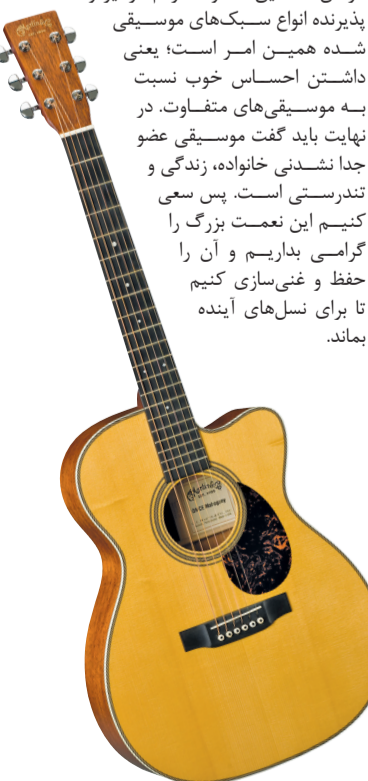 پذیرنده انواع سبک‌های موسیقی
شده همین امر است؛ یعنی
داشتن احساس خوب نسبت
به موسیقی‌های متفاوت. در
نهایت باید گفت موسیقی عضو
جدا نشدنی خانواده، زندگی و
تندرستی است. پس سعی
کنیم این نعمت بزرگ را
گرامی بداریم و آن را
حفظ و غنی‌سازی کنیم
تا برای نسل‌های آینده
بماند.